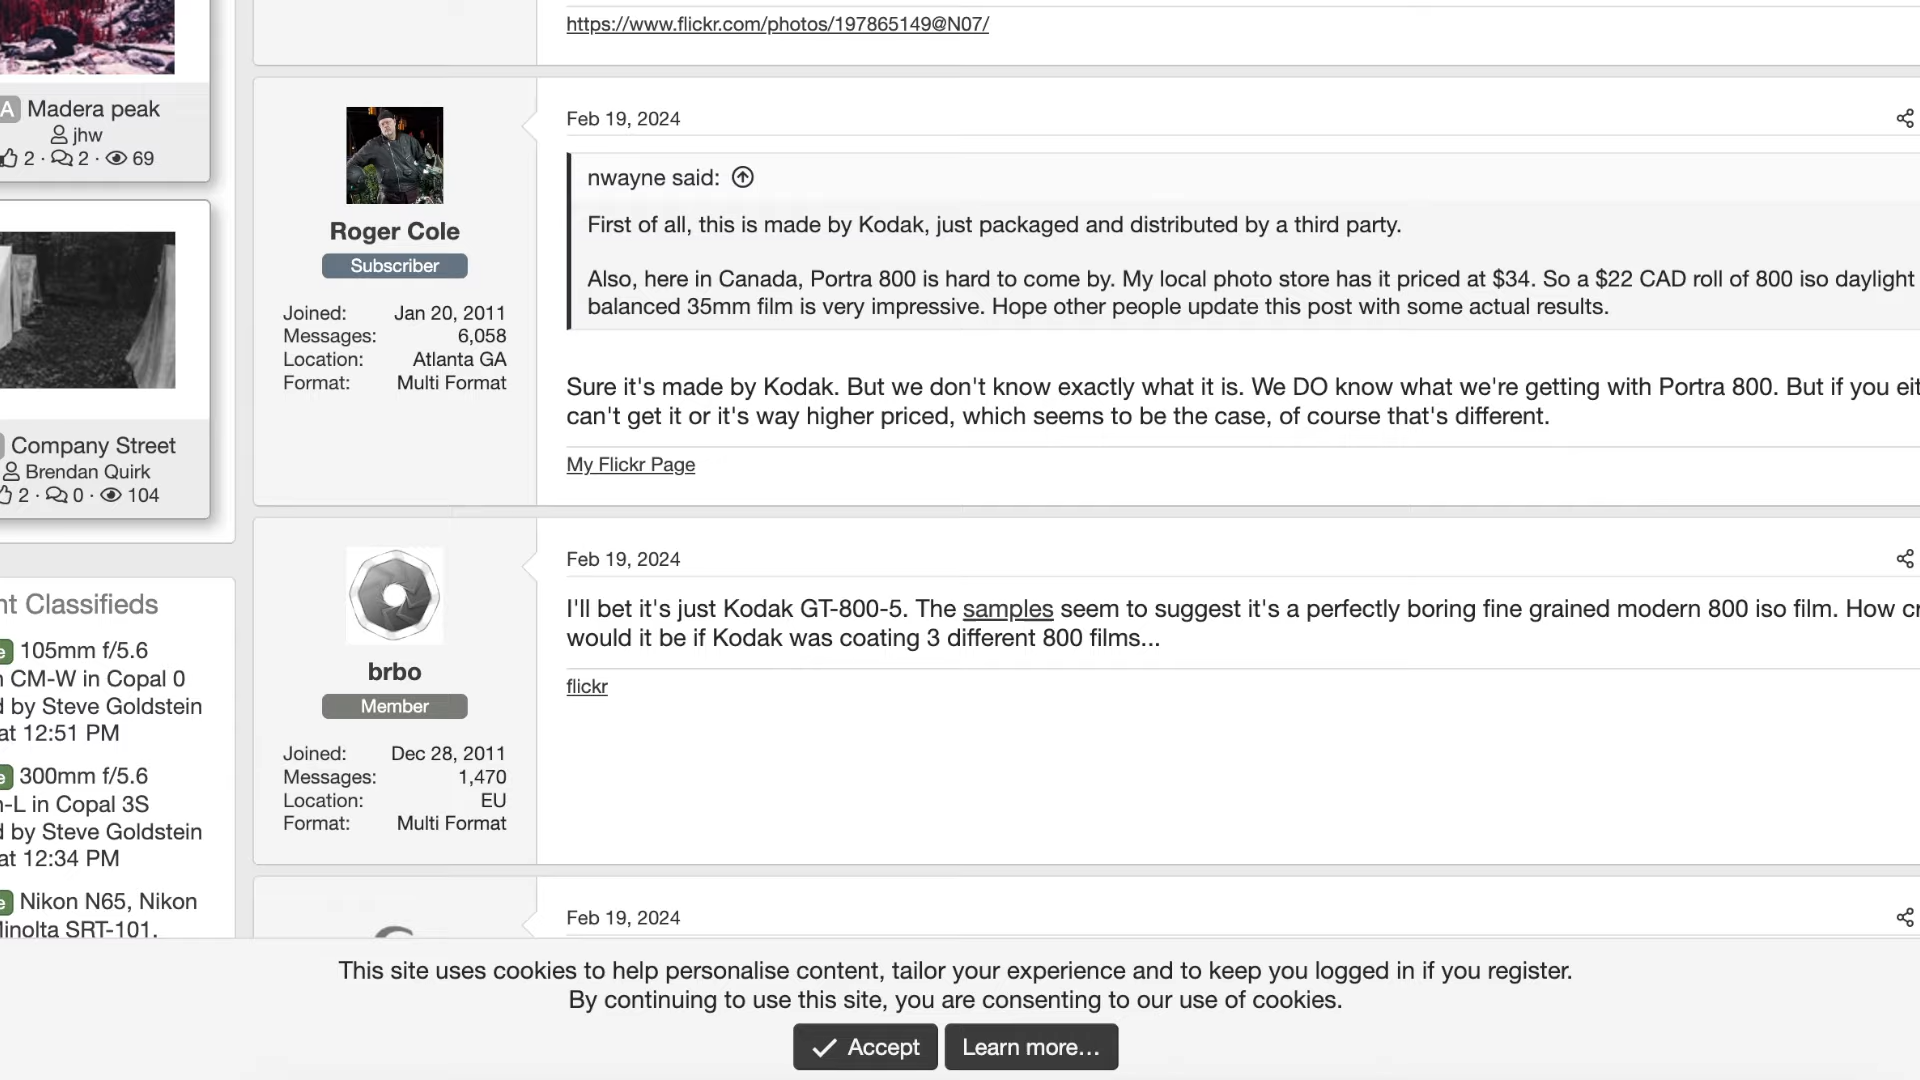 https://www.flickr.com/photos/197865149@N07/
A Madera peak
jhw
2 · 2 · 69
Company Street
Brendan Quirk
2 · 0 · 104
nt Classifieds
e 105mm f/5.6
CM-W in Copal 0
d by Steve Goldstein
at 12:51 PM
e 300mm f/5.6
-L in Copal 3S
d by Steve Goldstein
at 12:34 PM
e Nikon N65, Nikon
Minolta SRT-101.
Roger Cole
Subscriber
Joined: Jan 20, 2011
Messages: 6,058
Location: Atlanta GA
Format: Multi Format
Feb 19, 2024
nwayne said:
First of all, this is made by Kodak, just packaged and distributed by a third party.
Also, here in Canada, Portra 800 is hard to come by. My local photo store has it priced at $34. So a $22 CAD roll of 800 iso daylight
balanced 35mm film is very impressive. Hope other people update this post with some actual results.
Sure it's made by Kodak. But we don't know exactly what it is. We DO know what we're getting with Portra 800. But if you eit
can't get it or it's way higher priced, which seems to be the case, of course that's different.
My Flickr Page
brbo
Member
Joined: Dec 28, 2011
Messages: 1,470
Location: EU
Format: Multi Format
Feb 19, 2024
I'll bet it's just Kodak GT-800-5. The samples seem to suggest it's a perfectly boring fine grained modern 800 iso film. How cr
would it be if Kodak was coating 3 different 800 films...
flickr
Feb 19, 2024
This site uses cookies to help personalise content, tailor your experience and to keep you logged in if you register.
By continuing to use this site, you are consenting to our use of cookies.
Accept
Learn more…